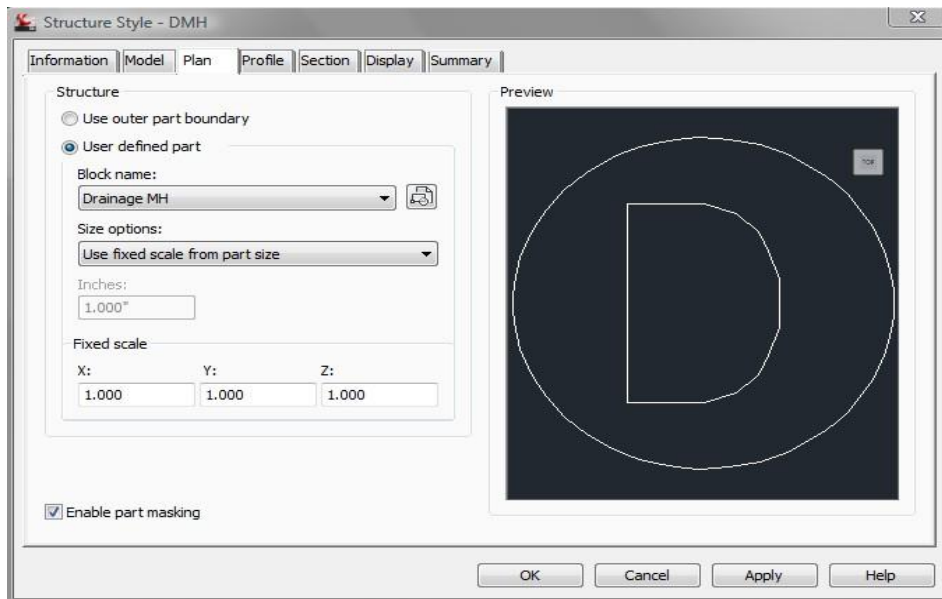 Structure Style - DMH
Information Model Plan Profile Section Display Summary
Structure
Use outer part boundary
User defined part
Block name:
Drainage MH
Size options:
Use fixed scale from part size
Inches:
1.000"
Fixed scale
X: Y: Z:
1.000 1.000 1.000
Enable part masking
Preview
TOP
D
OK Cancel Apply Help